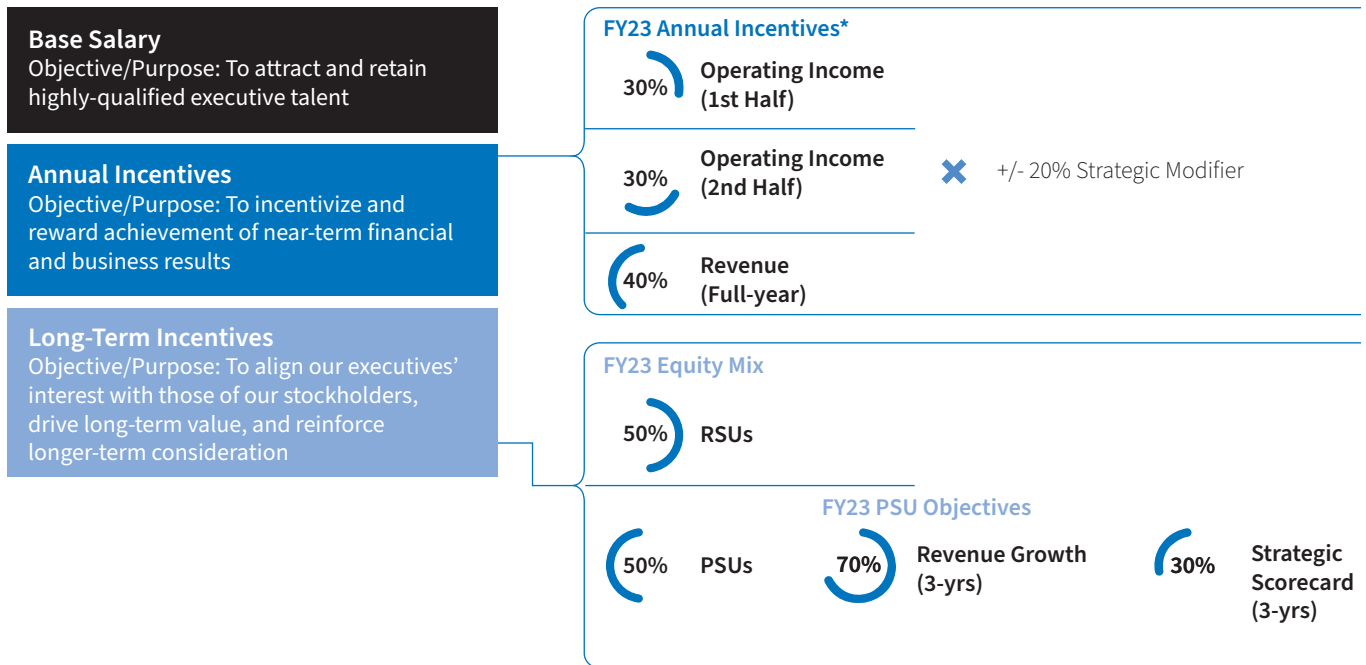 Base Salary
Objective/Purpose: To attract and retain
highly-qualified executive talent
Annual Incentives
Objective/Purpose: To incentivize and
reward achievement of near-term financial
and business results
Long-Term Incentives
Objective/Purpose: To align our executives’
interest with those of our stockholders,
drive long-term value, and reinforce
longer-term consideration
FY23 Annual Incentives*
30%
Operating Income
(1st Half)
30%
Operating Income
(2nd Half)
40%
Revenue
(Full-year)
+/- 20% Strategic Modifier
FY23 Equity Mix
50%
RSUs
50%
PSUs
FY23 PSU Objectives
70%
Revenue Growth
(3-yrs)
30%
Strategic
Scorecard
(3-yrs)